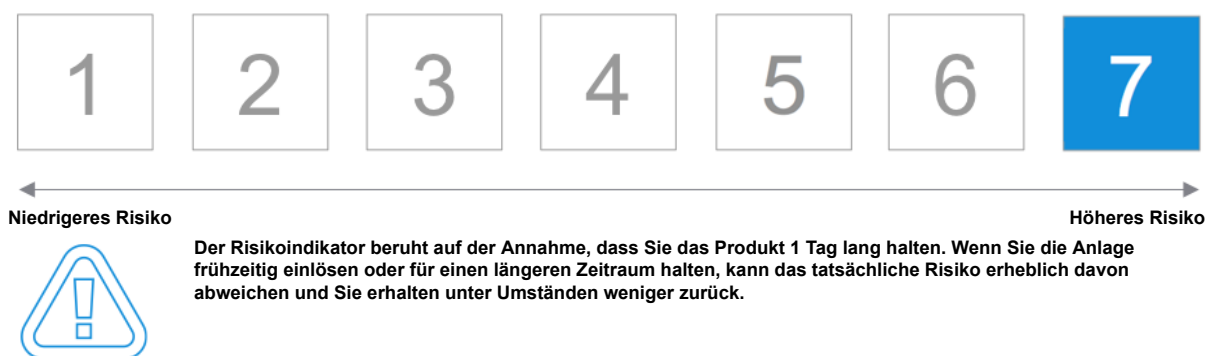 1 2 3 4 5 6 7
Niedrigeres Risiko Höheres Risiko
Der Risikoindikator beruht auf der Annahme, dass Sie das Produkt 1 Tag lang halten. Wenn Sie die Anlage
frühzeitig einlösen oder für einen längeren Zeitraum halten, kann das tatsächliche Risiko erheblich davon
abweichen und Sie erhalten unter Umständen weniger zurück.